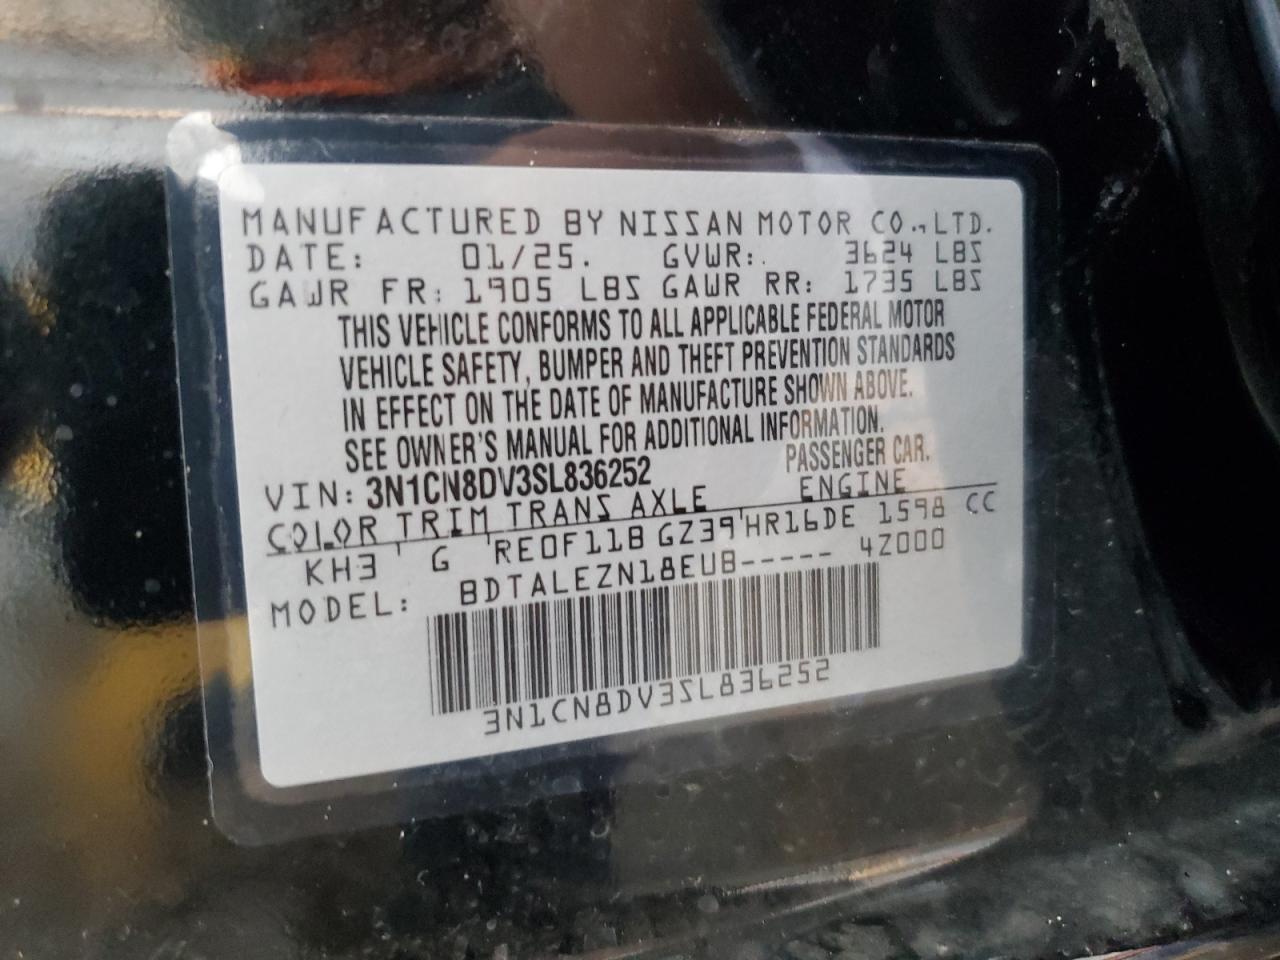 MANUFACTURED BY NISSAN MOTOR CO., LTD.
DATE: 01/25. GVWR: 3624 LBS
GAWR FR: 1905 LBS GAWR RR: 1735 LBS
THIS VEHICLE CONFORMS TO ALL APPLICABLE FEDERAL MOTOR
VEHICLE SAFETY, BUMPER AND THEFT PREVENTION STANDARDS
IN EFFECT ON THE DATE OF MANUFACTURE SHOWN ABOVE.
SEE OWNER'S MANUAL FOR ADDITIONAL INFORMATION.
VIN: 3N1CN8DV3SL836252 PASSENGER CAR.
COLOR TRIM TRANS AXLE ENGINE
KH3 G RE0F11B GZ39 HR16DE 1598 CC
MODEL: BDTALEZN18EUB----- 4Z000
3N1CN8DV3SL836252